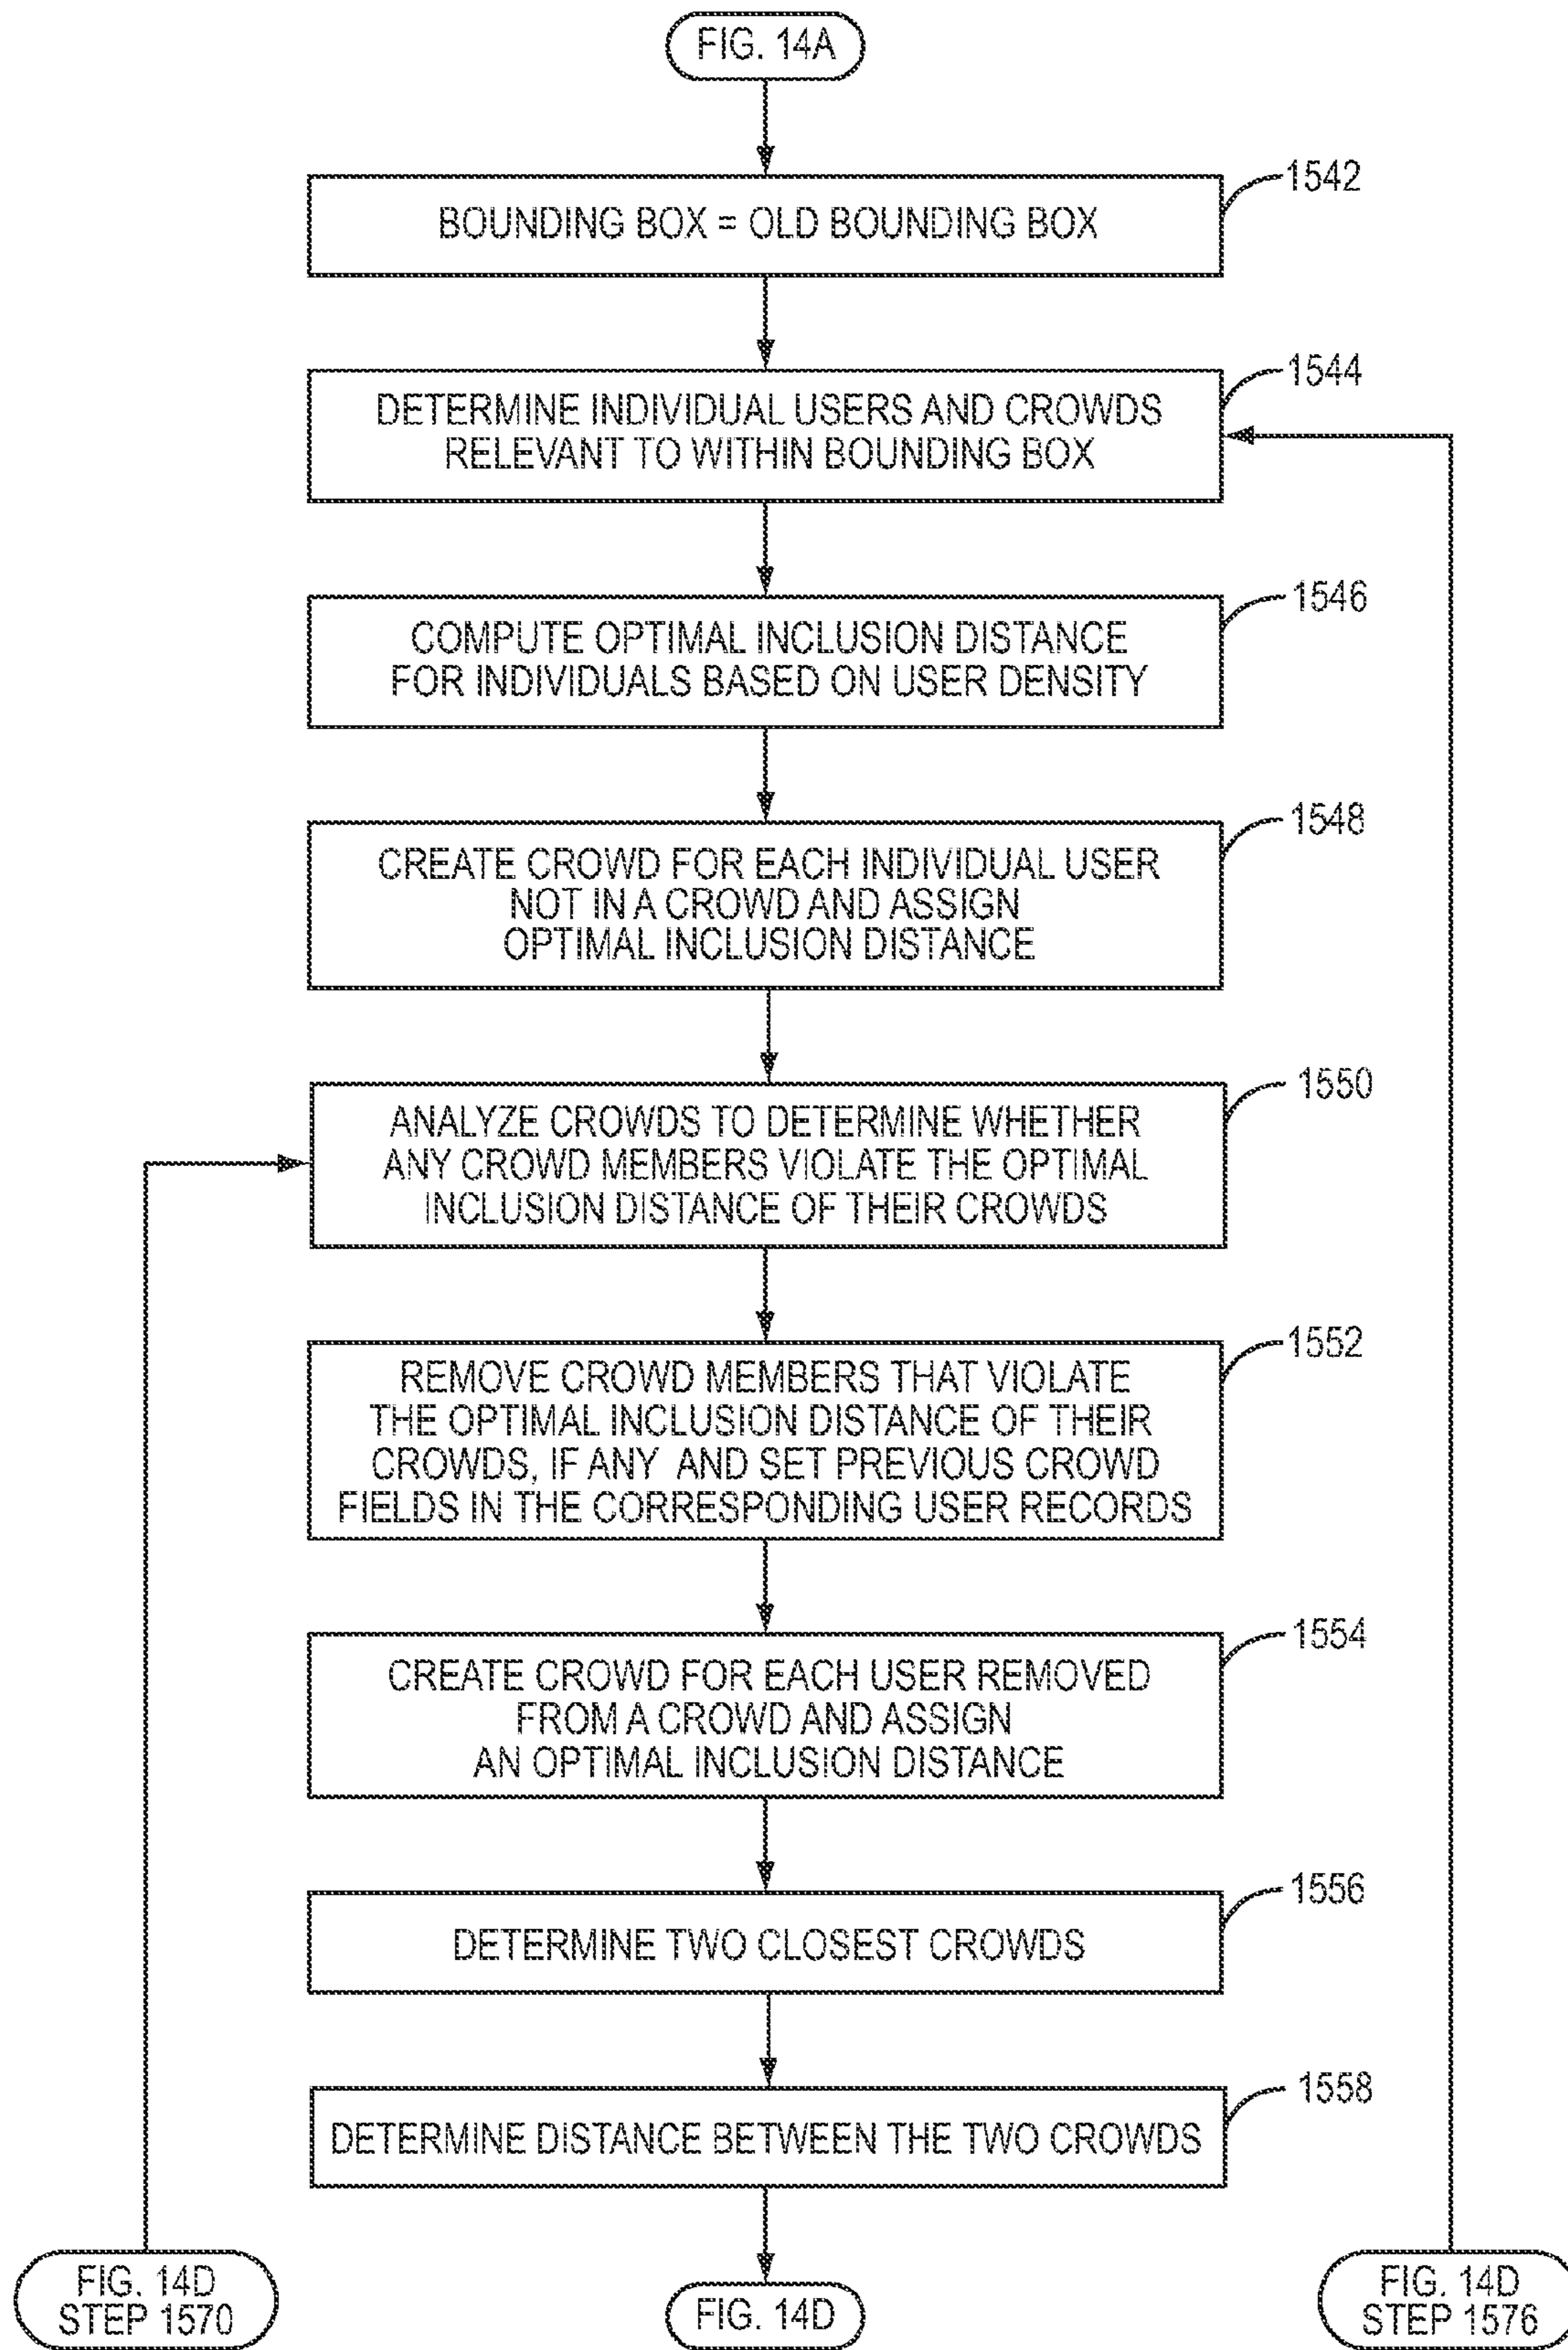 FIG. 14A
1542
BOUNDING BOX = OLD BOUNDING BOX
1544
DETERMINE INDIVIDUAL USERS AND CROWDS
RELEVANT TO WITHIN BOUNDING BOX
1546
COMPUTE OPTIMAL INCLUSION DISTANCE
FOR INDIVIDUALS BASED ON USER DENSITY
1548
CREATE CROWD FOR EACH INDIVIDUAL USER
NOT IN A CROWD AND ASSIGN
OPTIMAL INCLUSION DISTANCE
1550
ANALYZE CROWDS TO DETERMINE WHETHER
ANY CROWD MEMBERS VIOLATE THE OPTIMAL
INCLUSION DISTANCE OF THEIR CROWDS
1552
REMOVE CROWD MEMBERS THAT VIOLATE
THE OPTIMAL INCLUSION DISTANCE OF THEIR
CROWDS, IF ANY AND SET PREVIOUS CROWD
FIELDS IN THE CORRESPONDING USER RECORDS
1554
CREATE CROWD FOR EACH USER REMOVED
FROM A CROWD AND ASSIGN
AN OPTIMAL INCLUSION DISTANCE
1556
DETERMINE TWO CLOSEST CROWDS
1558
DETERMINE DISTANCE BETWEEN THE TWO CROWDS
FIG. 14D
STEP 1570
FIG. 14D
FIG. 14D
STEP 1576